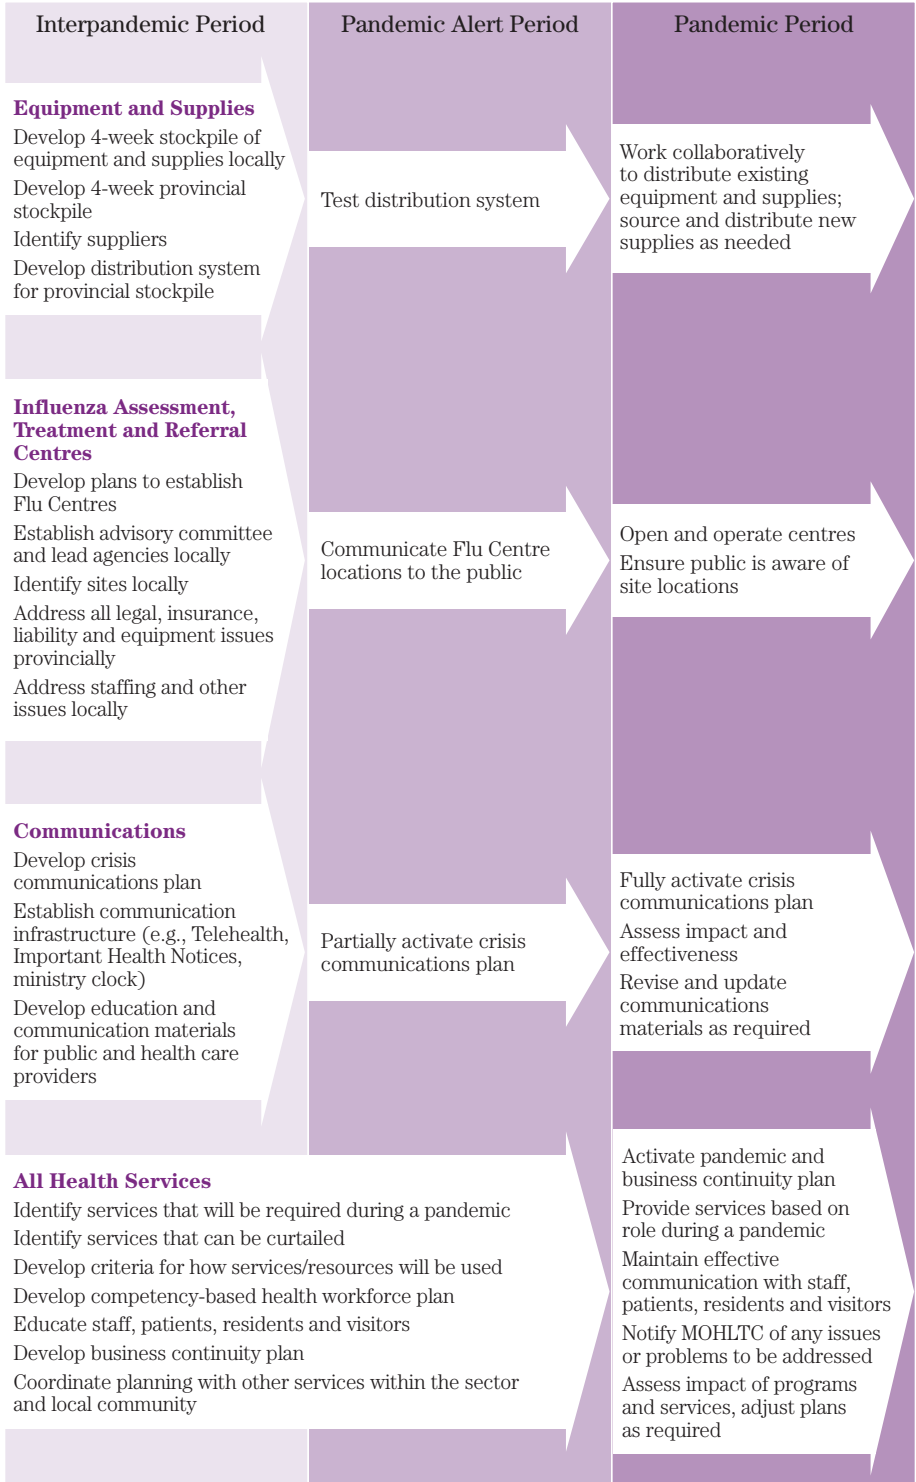 Interpandemic Period
Pandemic Alert Period
Pandemic Period
Equipment and Supplies
Develop 4-week stockpile of
equipment and supplies locally
Develop 4-week provincial
stockpile
Identify suppliers
Develop distribution system
for provincial stockpile
Test distribution system
Work collaboratively
to distribute existing
equipment and supplies;
source and distribute new
supplies as needed
Influenza Assessment,
Treatment and Referral
Centres
Develop plans to establish
Flu Centres
Establish advisory committee
and lead agencies locally
Identify sites locally
Address all legal, insurance,
liability and equipment issues
provincially
Address staffing and other
issues locally
Communicate Flu Centre
locations to the public
Open and operate centres
Ensure public is aware of
site locations
Communications
Develop crisis
communications plan
Establish communication
infrastructure (e.g., Telehealth,
Important Health Notices,
ministry clock)
Develop education and
communication materials
for public and health care
providers
Partially activate crisis
communications plan
Fully activate crisis
communications plan
Assess impact and
effectiveness
Revise and update
communications
materials as required
All Health Services
Identify services that will be required during a pandemic
Identify services that can be curtailed
Develop criteria for how services/resources will be used
Develop competency-based health workforce plan
Educate staff, patients, residents and visitors
Develop business continuity plan
Coordinate planning with other services within the sector
and local community
Activate pandemic and
business continuity plan
Provide services based on
role during a pandemic
Maintain effective
communication with staff,
patients, residents and visitors
Notify MOHLTC of any issues
or problems to be addressed
Assess impact of programs
and services, adjust plans
as required